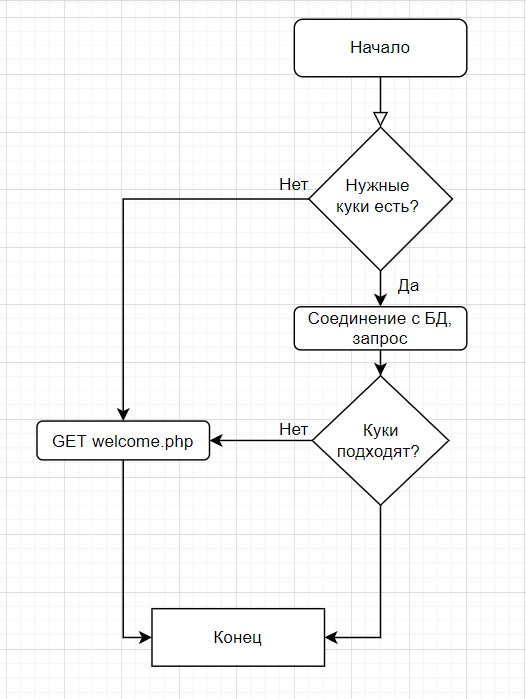 Начало
Нет
Нужные
куки есть?
Да
Соединение с БД,
запрос
Нет
Куки
подходят?
GET welcome.php
Конец